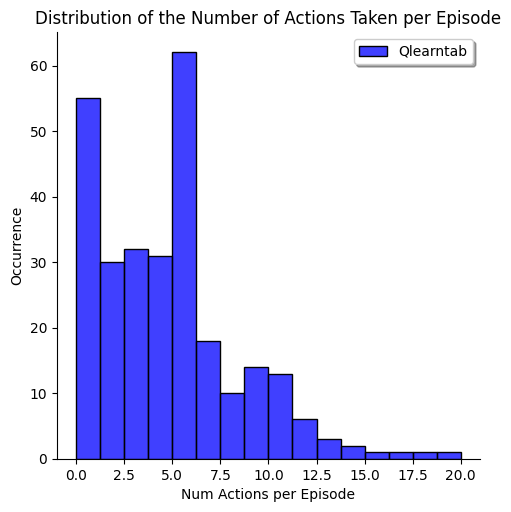 Distribution of the Number of Actions Taken per Episode
Qlearntab
60
50
40
30
20
10
0
Occurrence
0.0 2.5 5.0 7.5 10.0 12.5 15.0 17.5 20.0
Num Actions per Episode